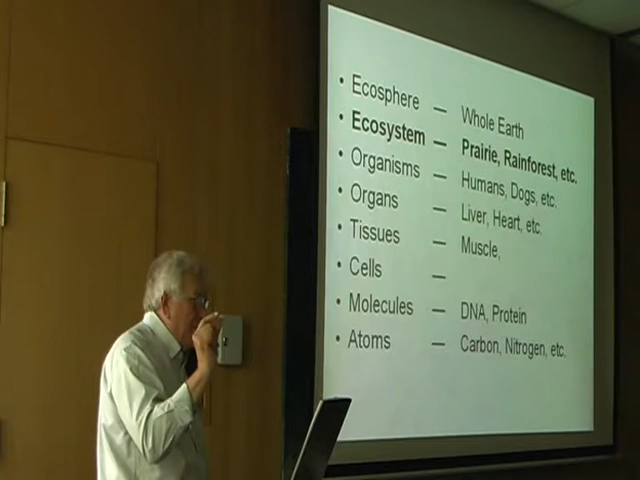 • Ecosphere — Whole Earth
• Ecosystem — Prairie, Rainforest, etc.
• Organisms — Humans, Dogs, etc.
• Organs — Liver, Heart, etc.
• Tissues — Muscle,
• Cells —
• Molecules — DNA, Protein
• Atoms — Carbon, Nitrogen, etc.